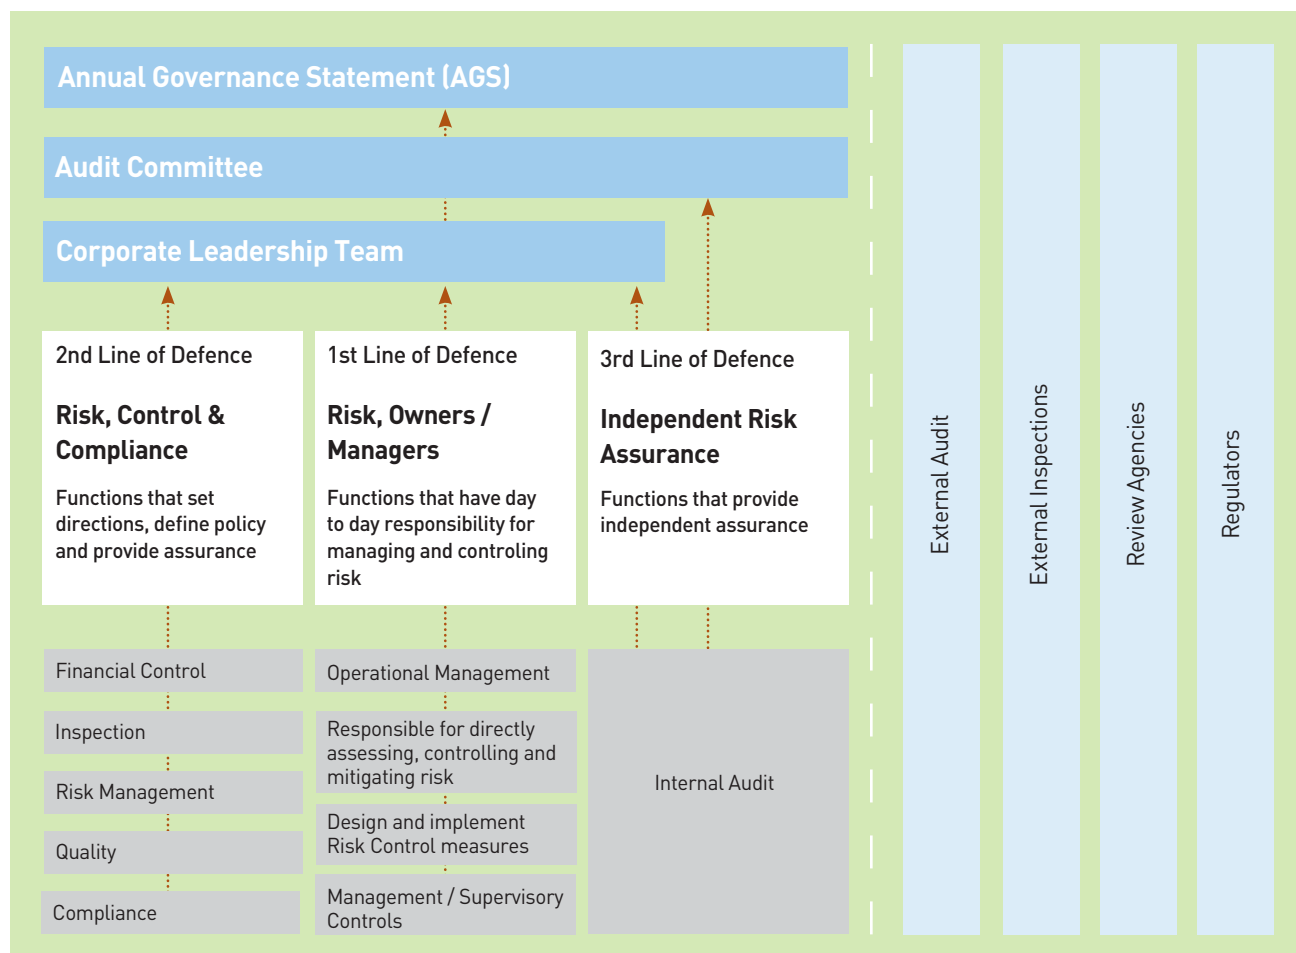 Annual Governance Statement (AGS)
Audit Committee
Corporate Leadership Team
2nd Line of Defence
Risk, Control &
Compliance
Functions that set
directions, define policy
and provide assurance
1st Line of Defence
Risk, Owners /
Managers
Functions that have day
to day responsibility for
managing and controling
risk
3rd Line of Defence
Independent Risk
Assurance
Functions that provide
independent assurance
Financial Control
Inspection
Risk Management
Quality
Compliance
Operational Management
Responsible for directly
assessing, controlling and
mitigating risk
Design and implement
Risk Control measures
Management / Supervisory
Controls
Internal Audit
External Audit
External Inspections
Review Agencies
Regulators